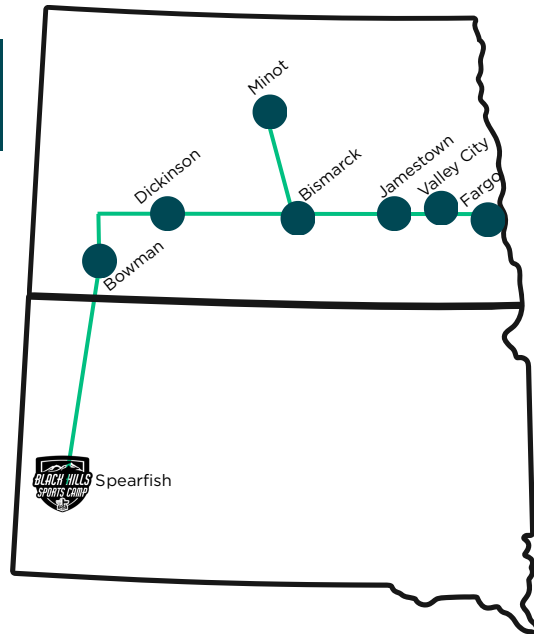 Minot
Dickinson
Bismarck
Jamestown
Valley City
Fargo
Bowman
BLACK HILLS
SPORTS CAMP
Spearfish